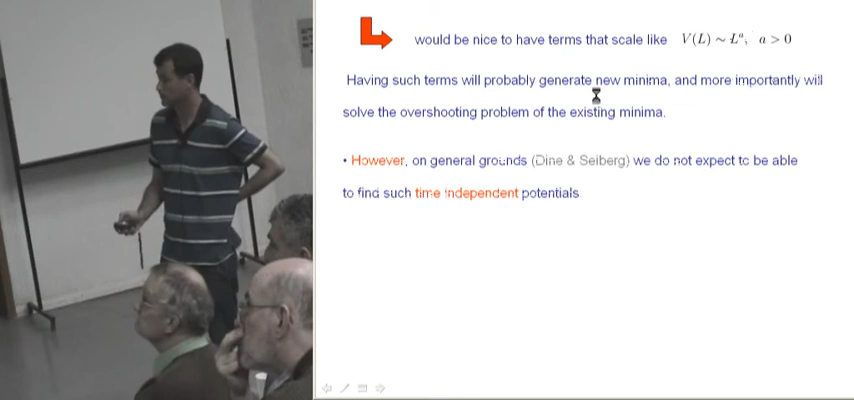 would be nice to have terms that scale like V(L) ~ Lᵃ, a > 0
Having such terms will probably generate new minima, and more importantly will
solve the overshooting problem of the existing minima.
• However, on general grounds (Dine & Seiberg) we do not expect to be able
to find such time independent potentials